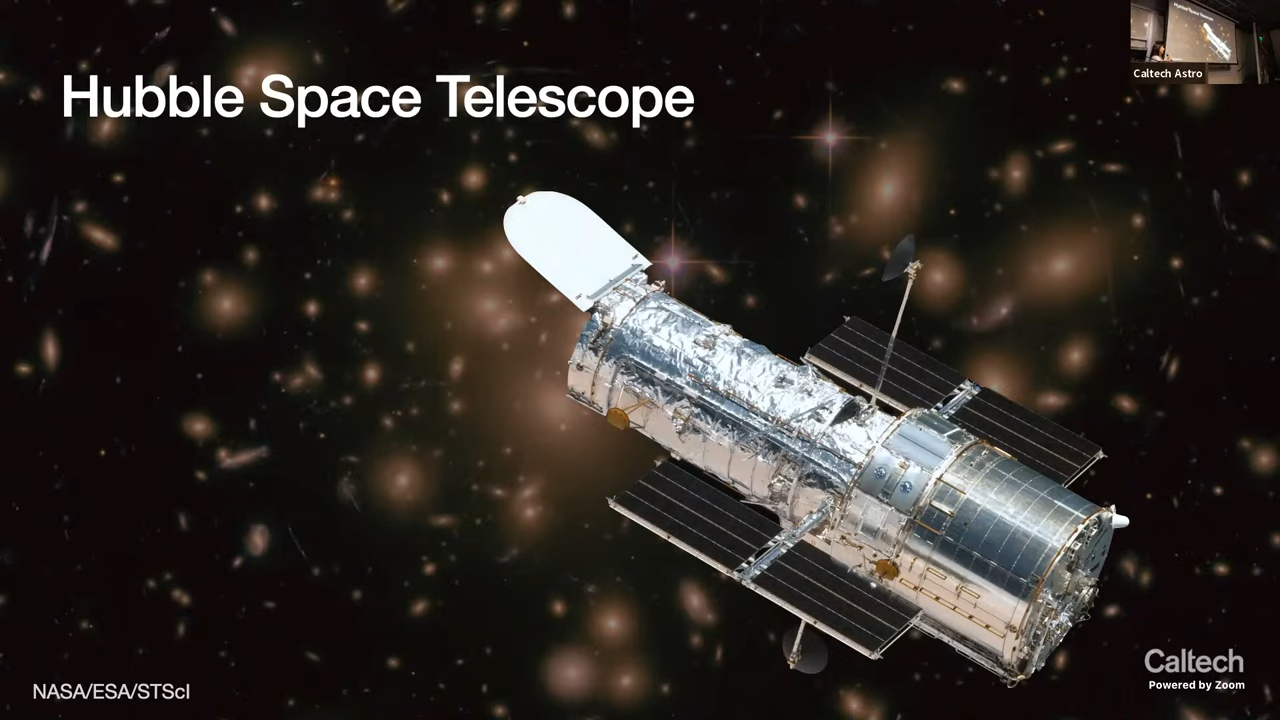 Hubble Space Telescope
Caltech Astro
NASA/ESA/STScI
Caltech
Powered by Zoom